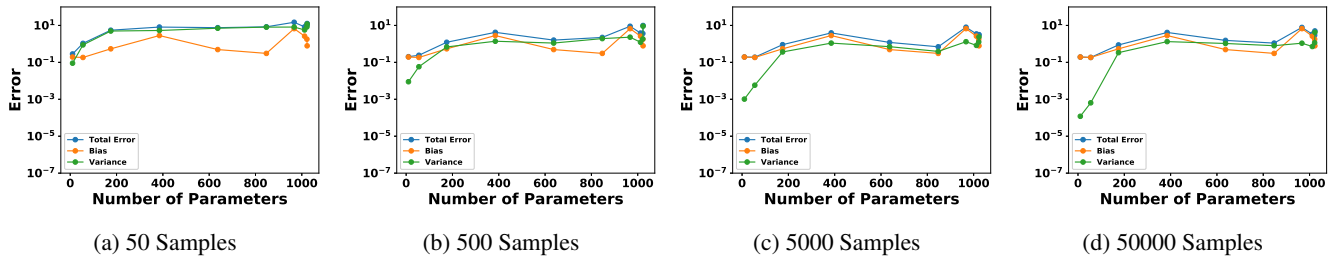 Error
10^1
10^-1
10^-3
10^-5
10^-7
Total Error
Bias
Variance
0 200 400 600 800 1000
Number of Parameters
(a) 50 Samples
Error
10^1
10^-1
10^-3
10^-5
10^-7
Total Error
Bias
Variance
0 200 400 600 800 1000
Number of Parameters
(b) 500 Samples
Error
10^1
10^-1
10^-3
10^-5
10^-7
Total Error
Bias
Variance
0 200 400 600 800 1000
Number of Parameters
(c) 5000 Samples
Error
10^1
10^-1
10^-3
10^-5
10^-7
Total Error
Bias
Variance
0 200 400 600 800 1000
Number of Parameters
(d) 50000 Samples